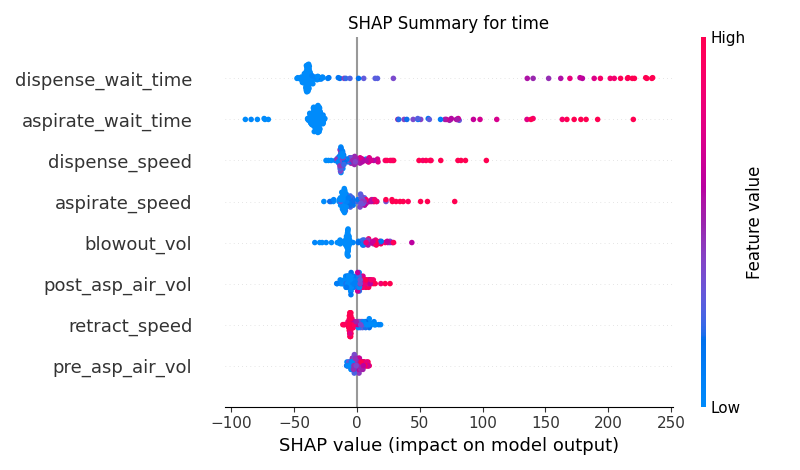 SHAP Summary for time
High
dispense_wait_time
aspirate_wait_time
dispense_speed
aspirate_speed
blowout_vol
post_asp_air_vol
retract_speed
pre_asp_air_vol
Feature value
Low
−100 −50 0 50 100 150 200 250
SHAP value (impact on model output)